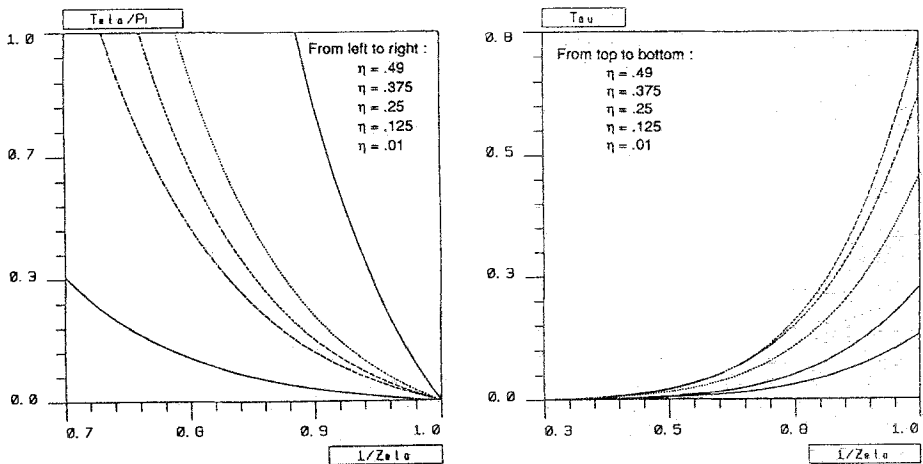 Teta/Pi
1.0
0.7
0.3
0.0
0.7
0.8
0.9
1.0
1/Zeta
From left to right :
η = .49
η = .375
η = .25
η = .125
η = .01
Tau
0.8
0.5
0.3
0.0
0.3
0.5
0.8
1.0
1/Zeta
From top to bottom :
η = .49
η = .375
η = .25
η = .125
η = .01